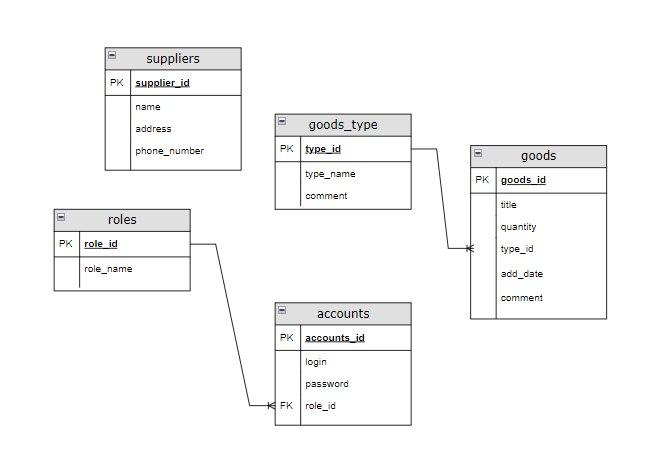 suppliers
PK supplier_id
name
address
phone_number
goods_type
PK type_id
type_name
comment
goods
PK goods_id
title
quantity
type_id
add_date
comment
roles
PK role_id
role_name
accounts
PK accounts_id
login
password
FK role_id